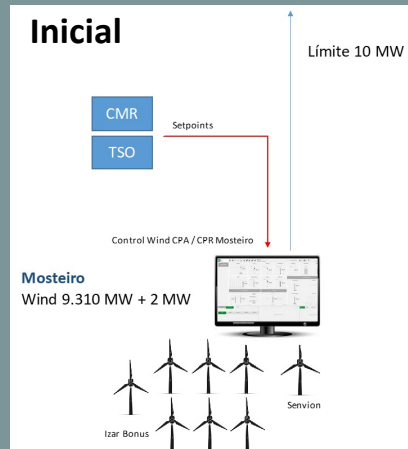 Inicial
Límite 10 MW
CMR
Setpoints
TSO
Control Wind CPA / CPR Mosteiro
Mosteiro
Wind 9.310 MW + 2 MW
Senvion
Izar Bonus